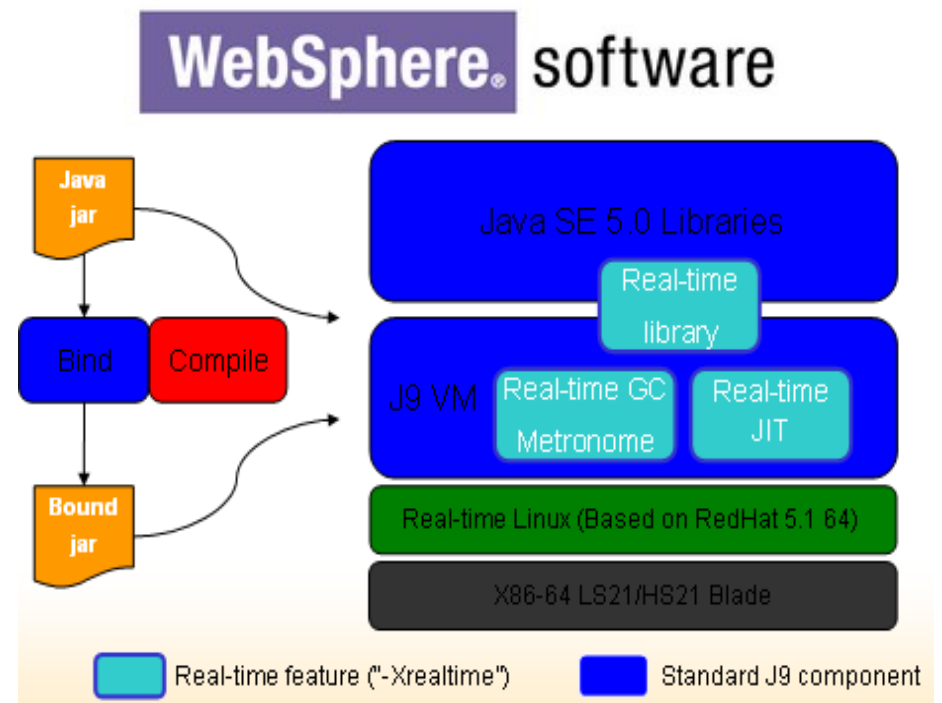 WebSphere® software
Java
jar
Bind
Compile
Bound
jar
Java SE 5.0 Libraries
Real-time
library
J9 VM
Real-time GC
Metronome
Real-time
JIT
Real-time Linux (Based on RedHat 5.1 64)
X86-64 LS21/HS21 Blade
Real-time feature ("-Xrealtime")
Standard J9 component